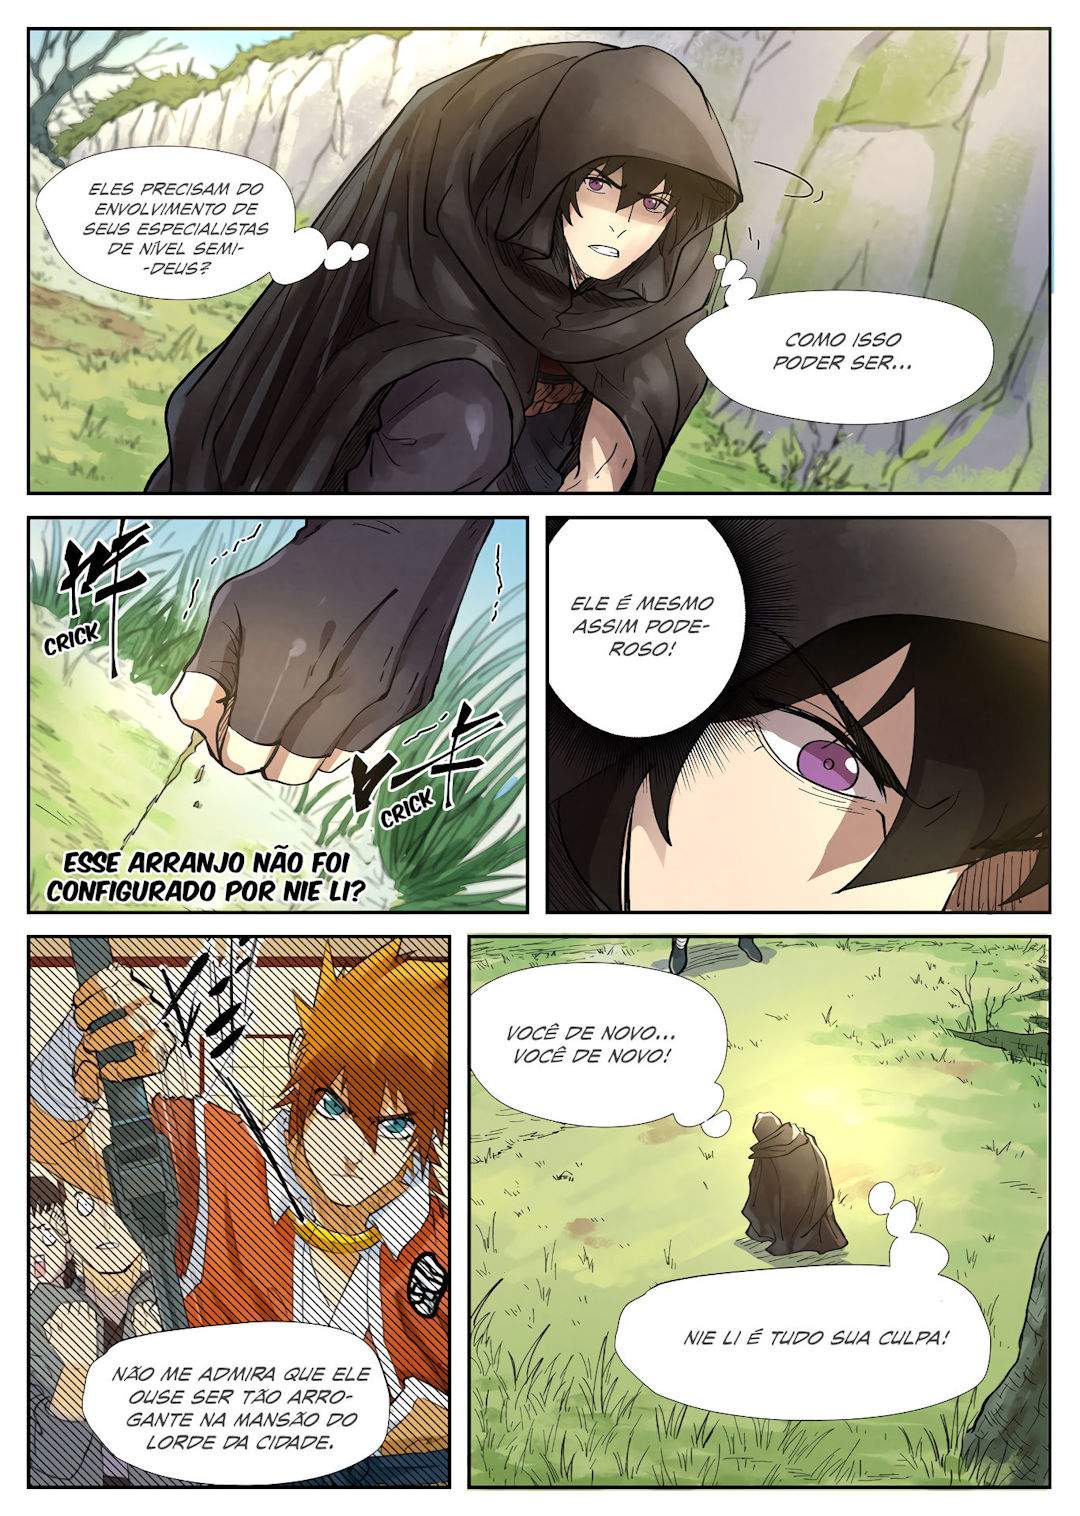 ELES PRECISAM DO
ENVOLVIMENTO DE
SEUS ESPECIALISTAS
DE NÍVEL SEMI-
-DEUS?
COMO ISSO
PODER SER...
CRICK
CRICK
ESSE ARRANJO NÃO FOI
CONFIGURADO POR NIE LI?
ELE É MESMO
ASSIM PODE-
ROSO!
NÃO ME ADMIRA QUE ELE
OUSE SER TÃO ARRO-
GANTE NA MANSÃO DO
LORDE DA CIDADE.
VOCÊ DE NOVO...
VOCÊ DE NOVO!
NIE LI É TUDO SUA CULPA!